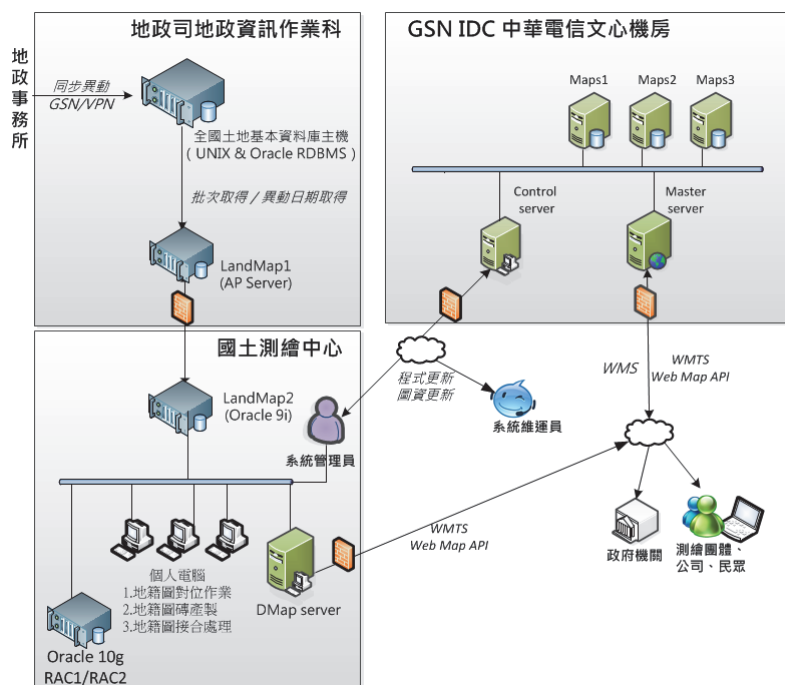 地政事務所
地政司地政資訊作業科
同步異動
GSN/VPN
全國土地基本資料庫主機
(UNIX & Oracle RDBMS)
批次取得 / 異動日期取得
LandMap1
(AP Server)
GSN IDC 中華電信文心機房
Maps1
Maps2
Maps3
Control
server
Master
server
國土測繪中心
LandMap2
(Oracle 9i)
系統管理員
程式更新
圖資更新
系統維運員
WMS
WMTS
Web Map API
個人電腦
1.地籍圖對位作業
2.地籍圖磚產製
3.地籍圖接合處理
DMap server
WMTS
Web Map API
政府機關
測繪團體、
公司、民眾
Oracle 10g
RAC1/RAC2